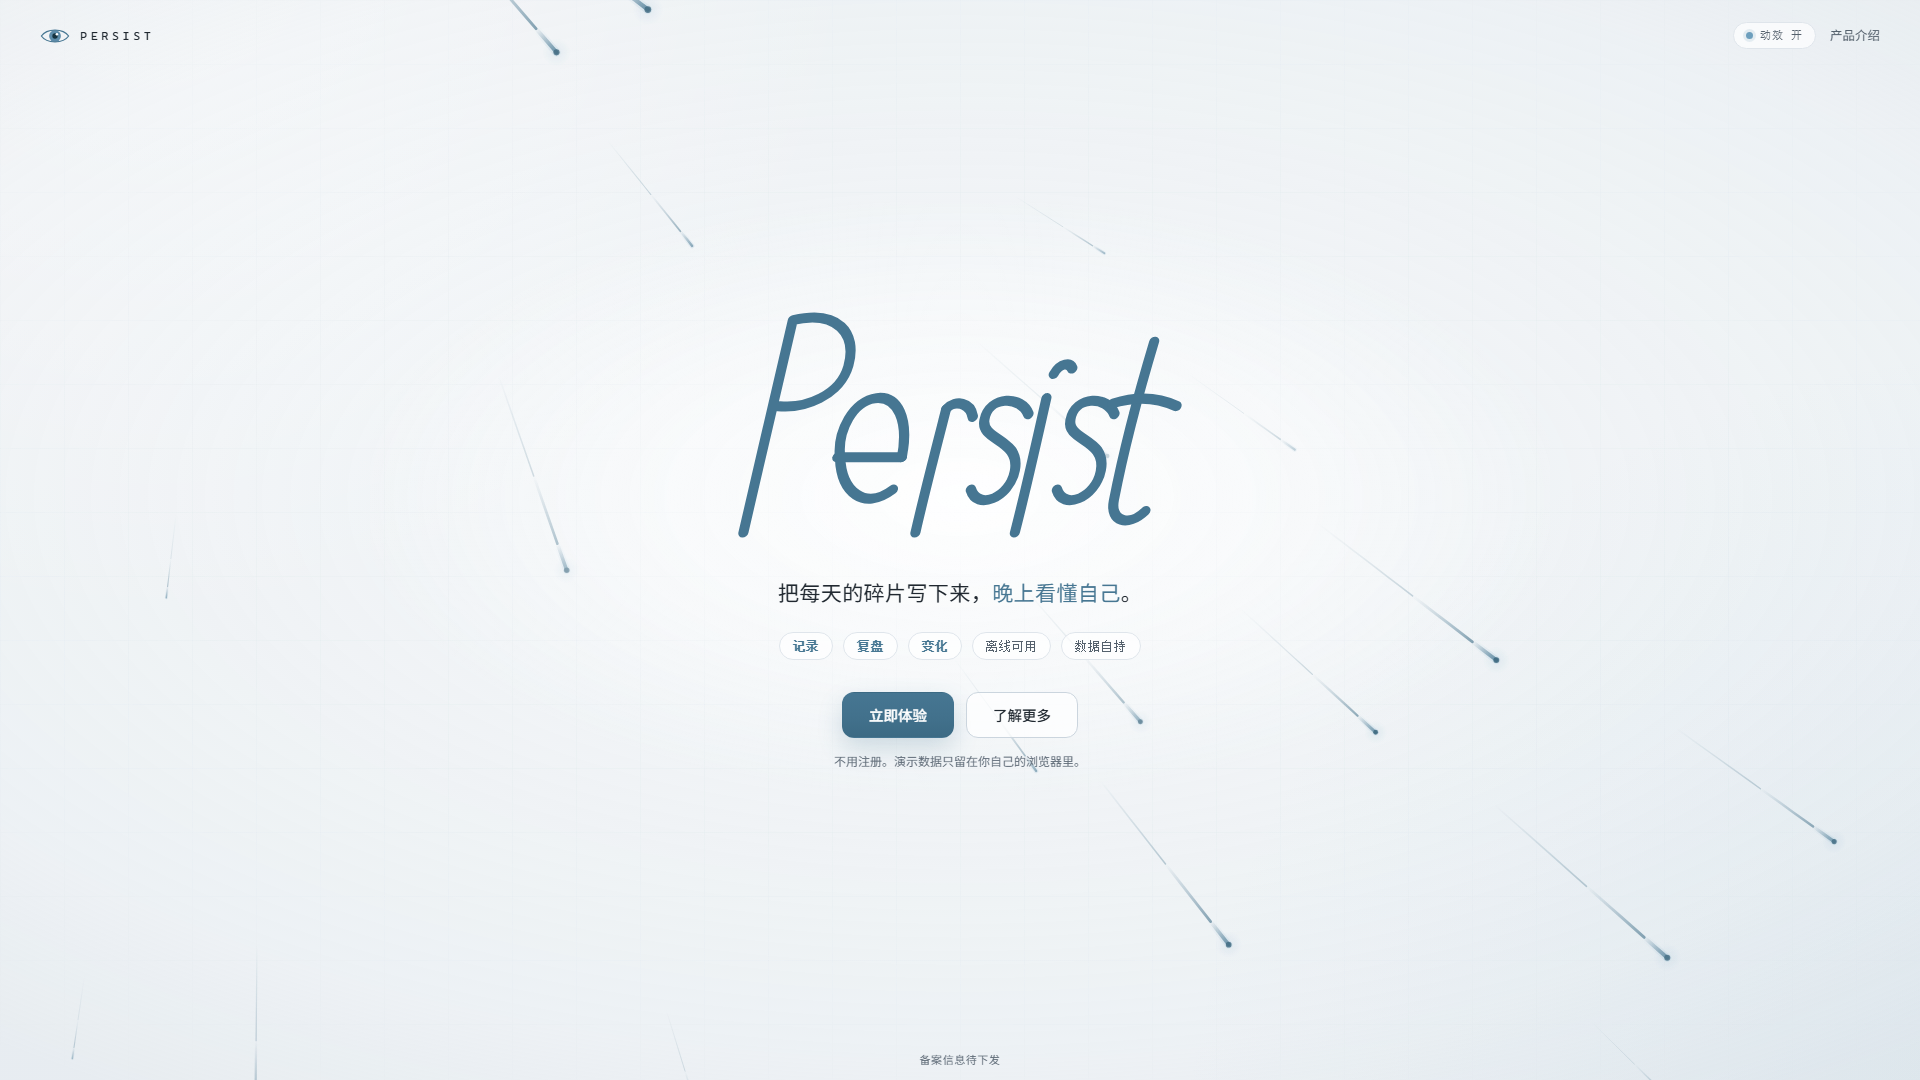 PERSIST
动效 开
产品介绍
Persist
把每天的碎片写下来，晚上看懂自己。
记录
复盘
变化
离线可用
数据自持
立即体验
了解更多
不用注册。演示数据只留在你自己的浏览器里。
备案信息待下发